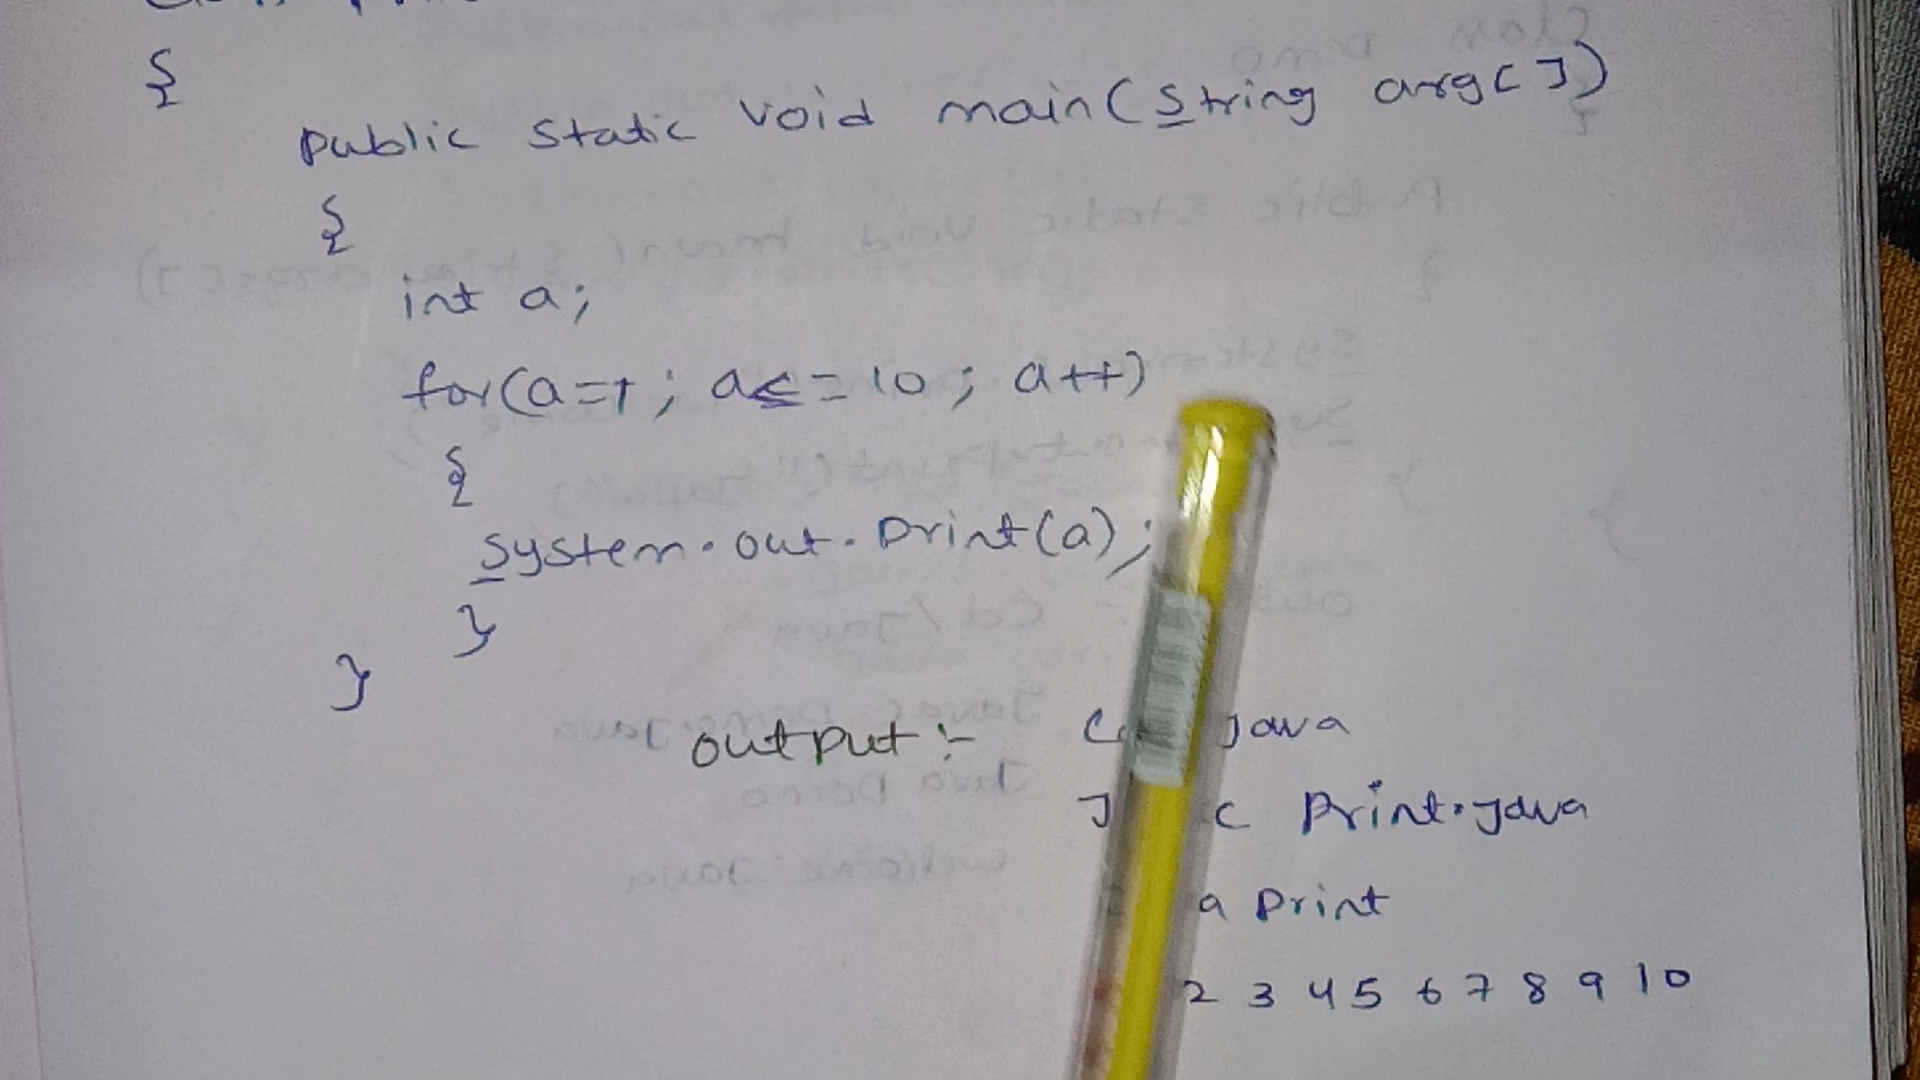 {
public static void main(String arg[])
{
int a;
for(a=1; a<=10; a++)
{
System.out.print(a);
}
}
output :- java
Print.java
Print
2 3 4 5 6 7 8 9 10